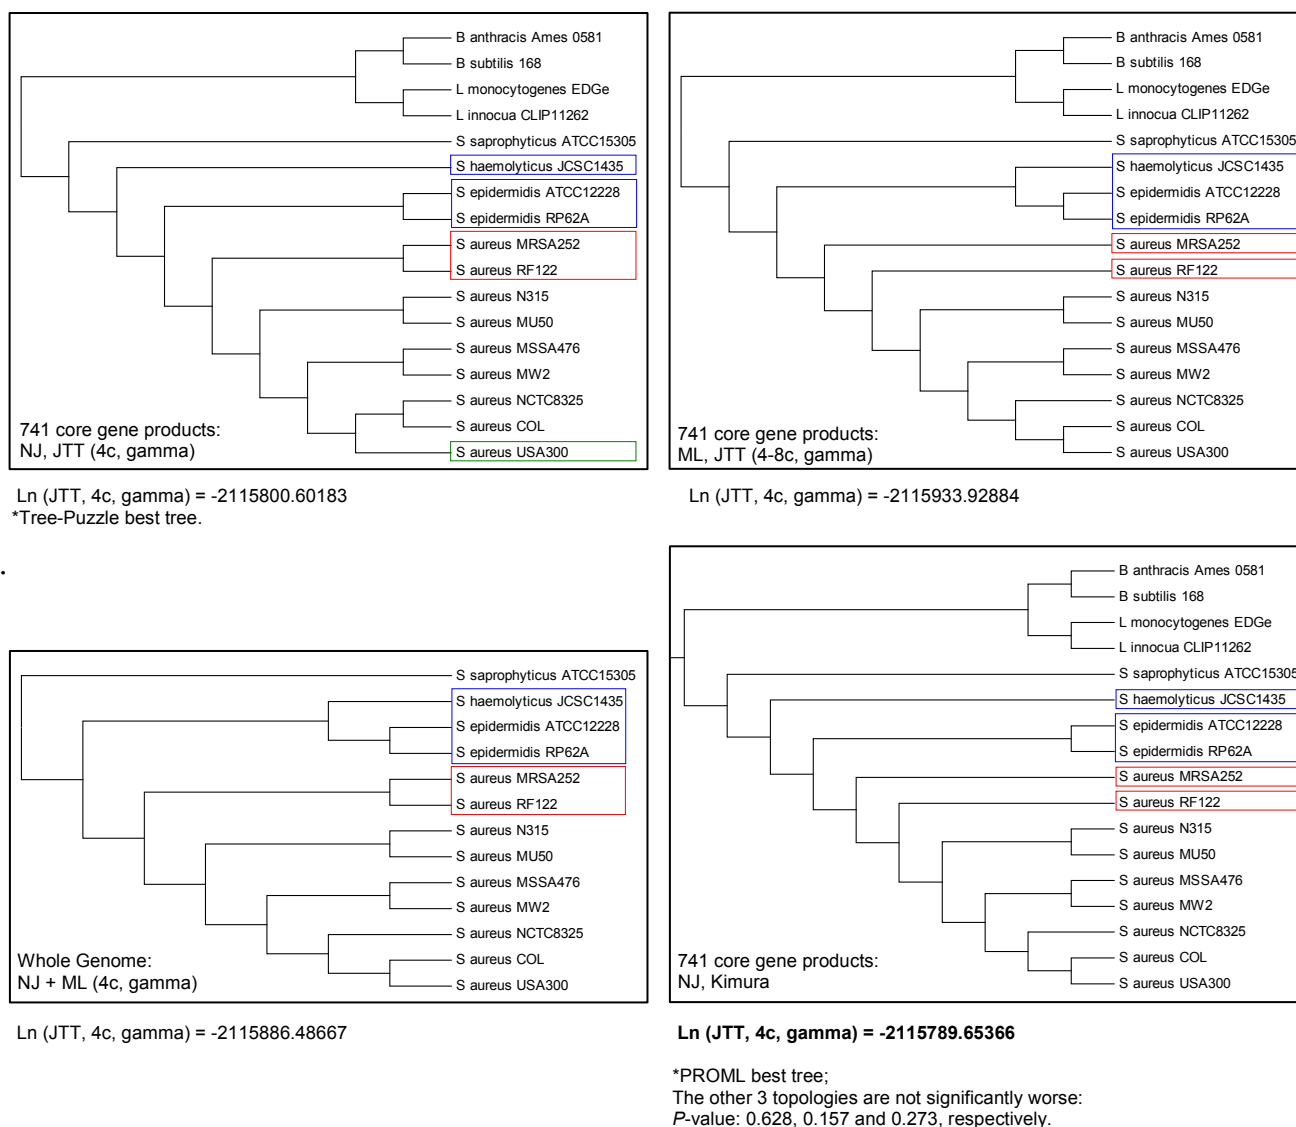 B anthracis Ames 0581
B subtilis 168
L monocytogenes EDGe
L innocua CLIP11262
S saprophyticus ATCC15305
S haemolyticus JCSC1435
S epidermidis ATCC12228
S epidermidis RP62A
S aureus MRSA252
S aureus RF122
S aureus N315
S aureus MU50
S aureus MSSA476
S aureus MW2
S aureus NCTC8325
S aureus COL
S aureus USA300
741 core gene products:
NJ, JTT (4c, gamma)
Ln (JTT, 4c, gamma) = -2115800.60183
*Tree-Puzzle best tree.
B anthracis Ames 0581
B subtilis 168
L monocytogenes EDGe
L innocua CLIP11262
S saprophyticus ATCC15305
S haemolyticus JCSC1435
S epidermidis ATCC12228
S epidermidis RP62A
S aureus MRSA252
S aureus RF122
S aureus N315
S aureus MU50
S aureus MSSA476
S aureus MW2
S aureus NCTC8325
S aureus COL
S aureus USA300
741 core gene products:
ML, JTT (4-8c, gamma)
Ln (JTT, 4c, gamma) = -2115933.92884
.
S saprophyticus ATCC15305
S haemolyticus JCSC1435
S epidermidis ATCC12228
S epidermidis RP62A
S aureus MRSA252
S aureus RF122
S aureus N315
S aureus MU50
S aureus MSSA476
S aureus MW2
S aureus NCTC8325
S aureus COL
S aureus USA300
Whole Genome:
NJ + ML (4c, gamma)
Ln (JTT, 4c, gamma) = -2115886.48667
B anthracis Ames 0581
B subtilis 168
L monocytogenes EDGe
L innocua CLIP11262
S saprophyticus ATCC15305
S haemolyticus JCSC1435
S epidermidis ATCC12228
S epidermidis RP62A
S aureus MRSA252
S aureus RF122
S aureus N315
S aureus MU50
S aureus MSSA476
S aureus MW2
S aureus NCTC8325
S aureus COL
S aureus USA300
741 core gene products:
NJ, Kimura
Ln (JTT, 4c, gamma) = -2115789.65366
*PROML best tree;
The other 3 topologies are not significantly worse:
P-value: 0.628, 0.157 and 0.273, respectively.